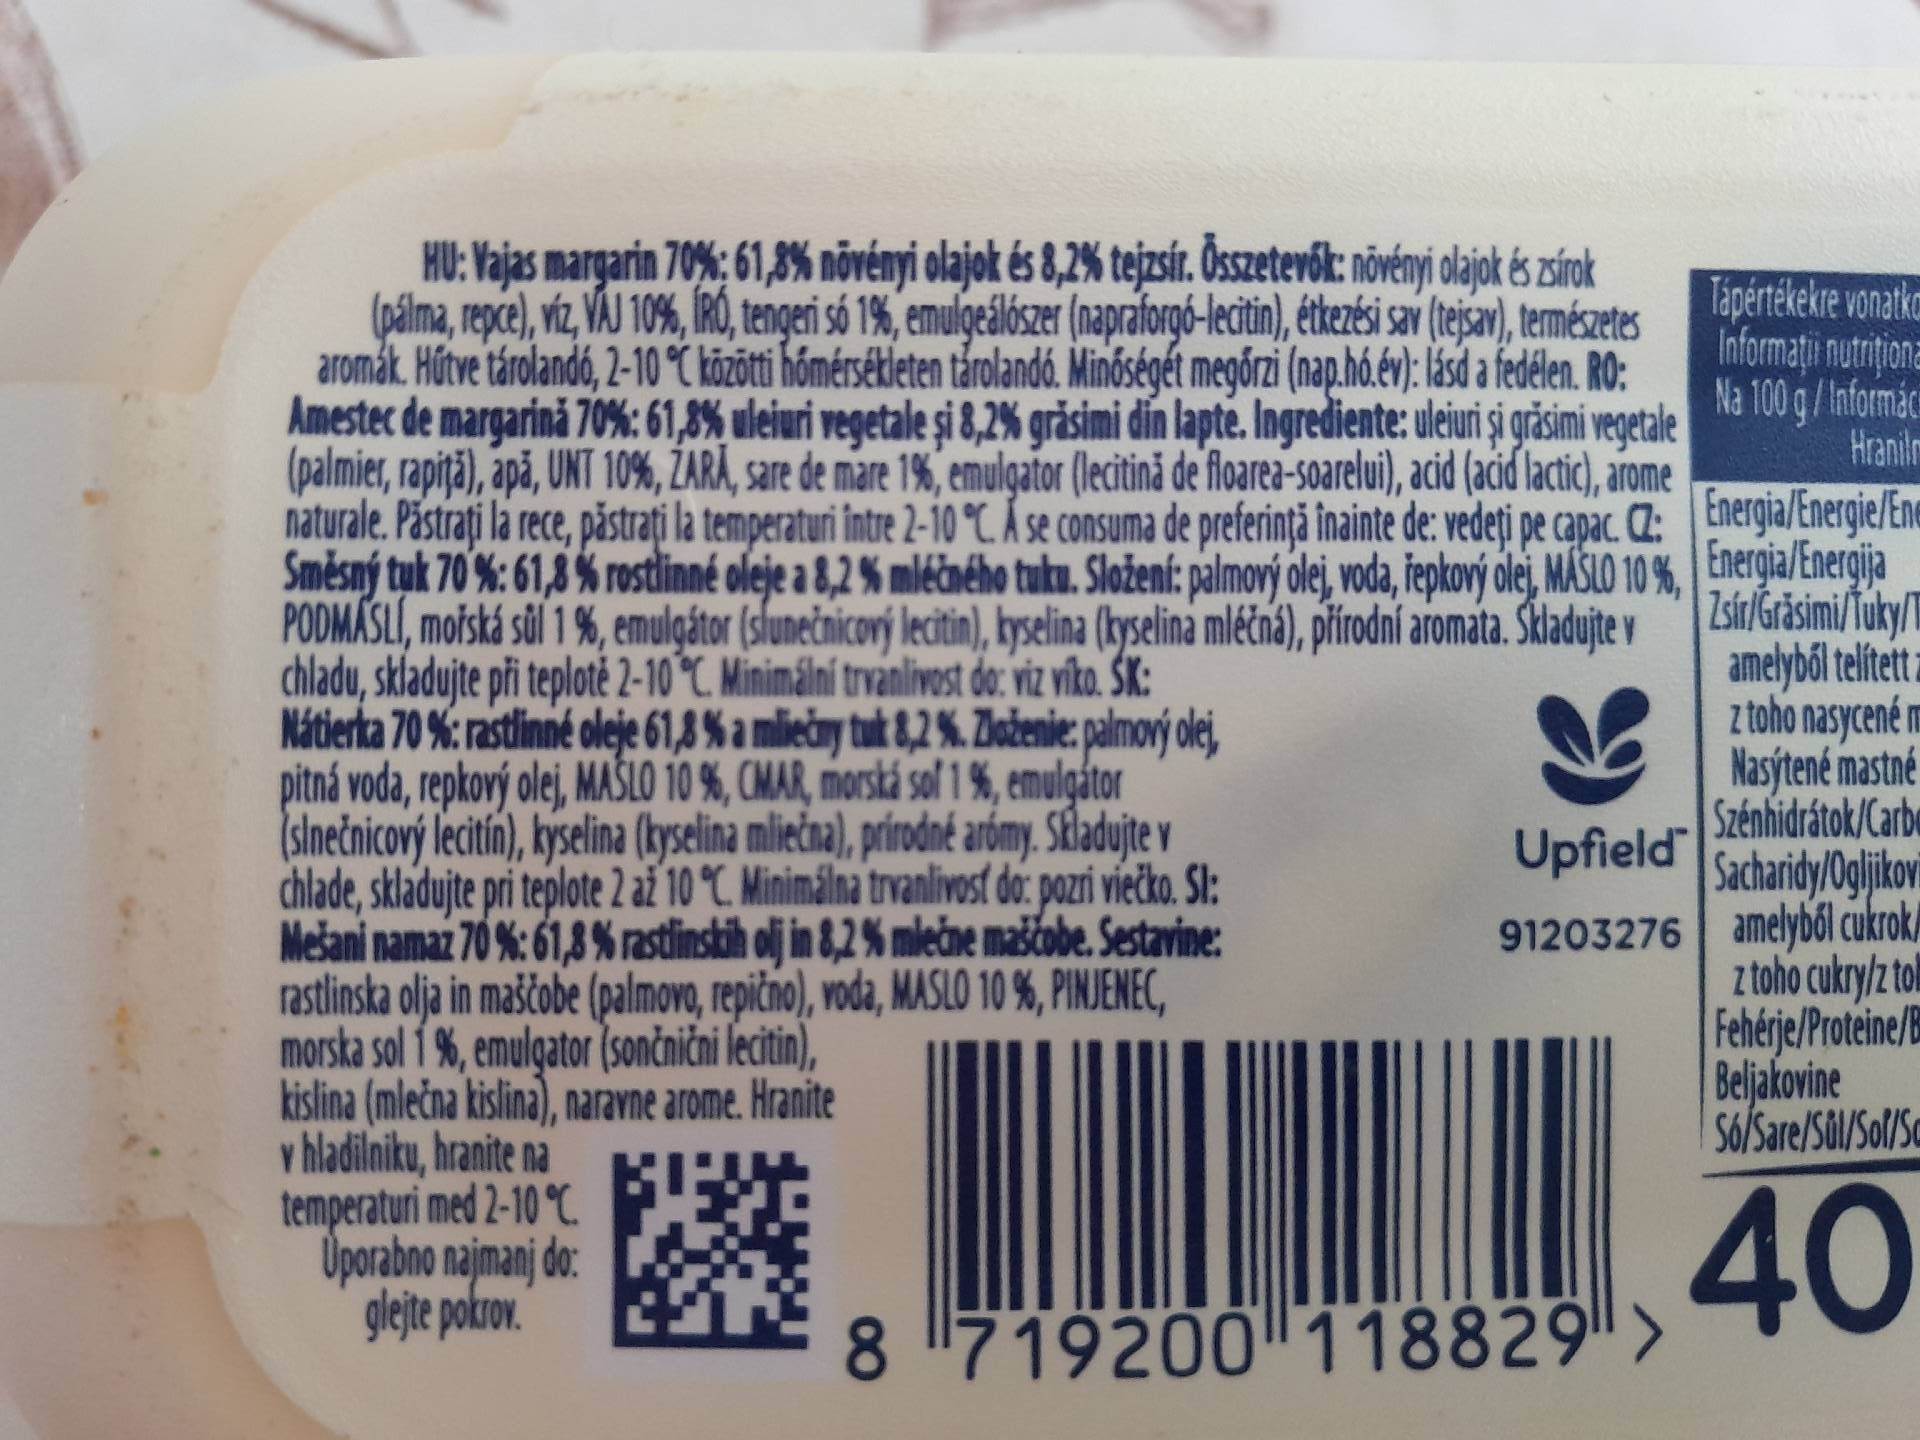 HU: Vajas margarin 70%: 61,8% növényi olajok és 8,2% tejzsír. Összetevők: növényi olajok és zsírok
(pálma, repce), víz, VAJ 10%, ÍRÓ, tengeri só 1%, emulgeálószer (napraforgó-lecitin), étkezési sav (tejsav), természetes
aromák. Hűtve tárolandó, 2-10 °C közötti hőmérsékleten tárolandó. Minőségét megőrzi (nap.hó.év): lásd a fedélen. RO:
Amestec de margarină 70%: 61,8% uleiuri vegetale și 8,2% grăsimi din lapte. Ingrediente: uleiuri și grăsimi vegetale
(palmier, rapiță), apă, UNT 10%, ZARĂ, sare de mare 1%, emulgator (lecitină de floarea-soarelui), acid (acid lactic), arome
naturale. Păstrați la rece, păstrați la temperaturi între 2-10 °C. A se consuma de preferință înainte de: vedeți pe capac. CZ:
Směsný tuk 70 %: 61,8 % rostlinné oleje a 8,2 % mléčného tuku. Složení: palmový olej, voda, řepkový olej, MÁSLO 10 %,
PODMÁSLÍ, mořská sůl 1 %, emulgátor (slunečnicový lecitin), kyselina (kyselina mléčná), přírodní aromata. Skladujte v
chladu, skladujte při teplotě 2-10 °C. Minimální trvanlivost do: viz víko. SK:
Nátierka 70 %: rastlinné oleje 61,8 % a mliečny tuk 8,2 %. Zloženie: palmový olej,
pitná voda, repkový olej, MASLO 10 %, CMAR, morská soľ 1 %, emulgátor
(slnečnicový lecitín), kyselina (kyselina mliečna), prírodné arómy. Skladujte v
chlade, skladujte pri teplote 2 až 10 °C. Minimálna trvanlivosť do: pozri viečko. SI:
Mešani namaz 70 %: 61,8 % rastlinskih olj in 8,2 % mlečne maščobe. Sestavine:
rastlinska olja in maščobe (palmovo, repično), voda, MASLO 10 %, PINJENEC,
morska sol 1 %, emulgator (sončnični lecitin),
kislina (mlečna kislina), naravne arome. Hranite
v hladilniku, hranite na
temperaturi med 2-10 °C.
Uporabno najmanj do:
glejte pokrov.
Upfield™
91203276
8 719200 118829 >
Tápértékekre vonatko
Informații nutriționa
Na 100 g / Informác
Hraniln
Energia/Energie/Ene
Energia/Energija
Zsír/Grăsimi/Tuky/T
amelyből telített z
z toho nasycené m
Nasýtené mastné
Szénhidrátok/Carbo
Sacharidy/Ogljikovi
amelyből cukrok/
z toho cukry/z toh
Fehérje/Proteine/B
Beljakovine
Só/Sare/Sůl/Soľ/So
40